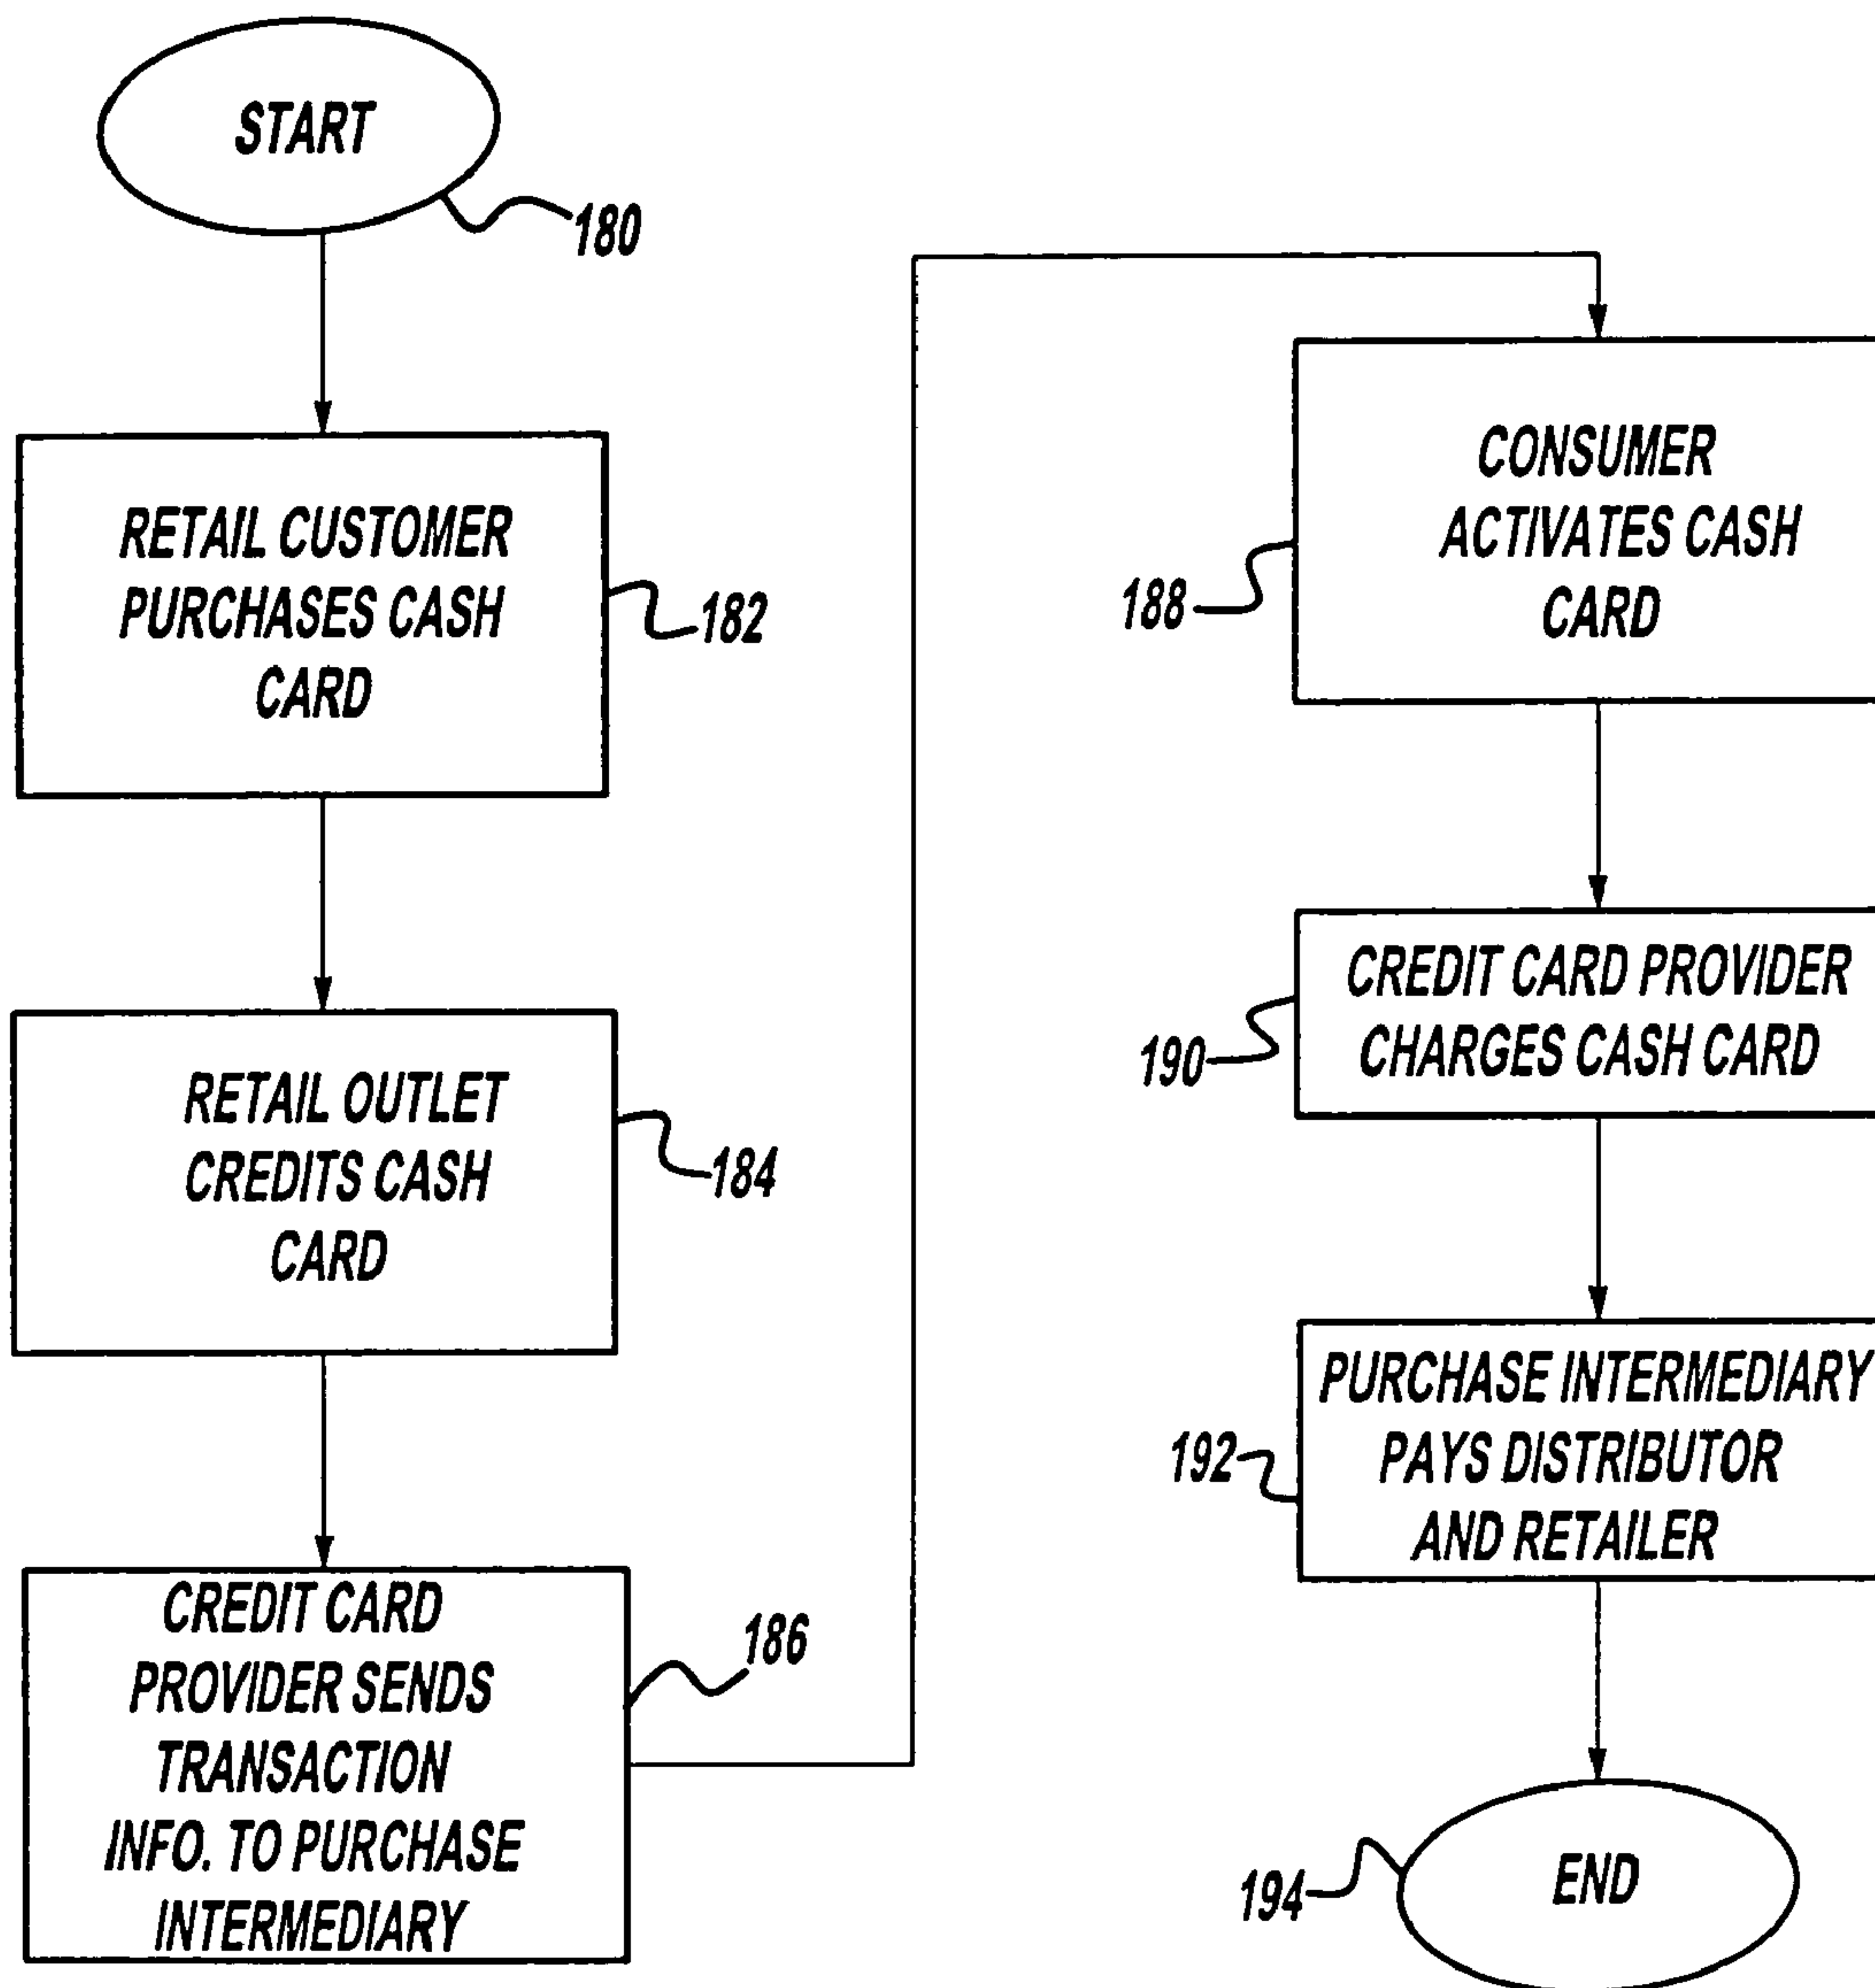 START
180
RETAIL CUSTOMER
PURCHASES CASH
CARD
182
RETAIL OUTLET
CREDITS CASH
CARD
184
CREDIT CARD
PROVIDER SENDS
TRANSACTION
INFO. TO PURCHASE
INTERMEDIARY
186
CONSUMER
ACTIVATES CASH
CARD
188
CREDIT CARD PROVIDER
CHARGES CASH CARD
190
PURCHASE INTERMEDIARY
PAYS DISTRIBUTOR
AND RETAILER
192
END
194